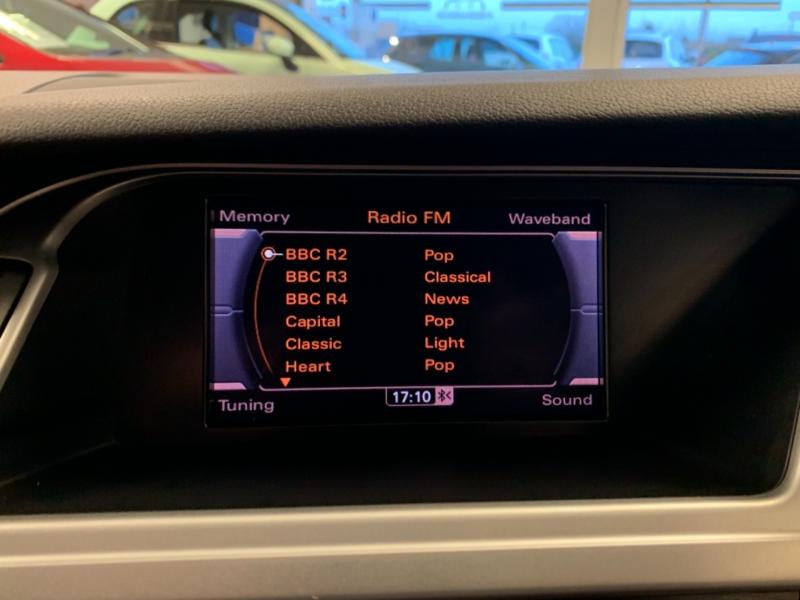 Memory Radio FM Waveband
BBC R2 Pop
BBC R3 Classical
BBC R4 News
Capital Pop
Classic Light
Heart Pop
17:10
Tuning Sound